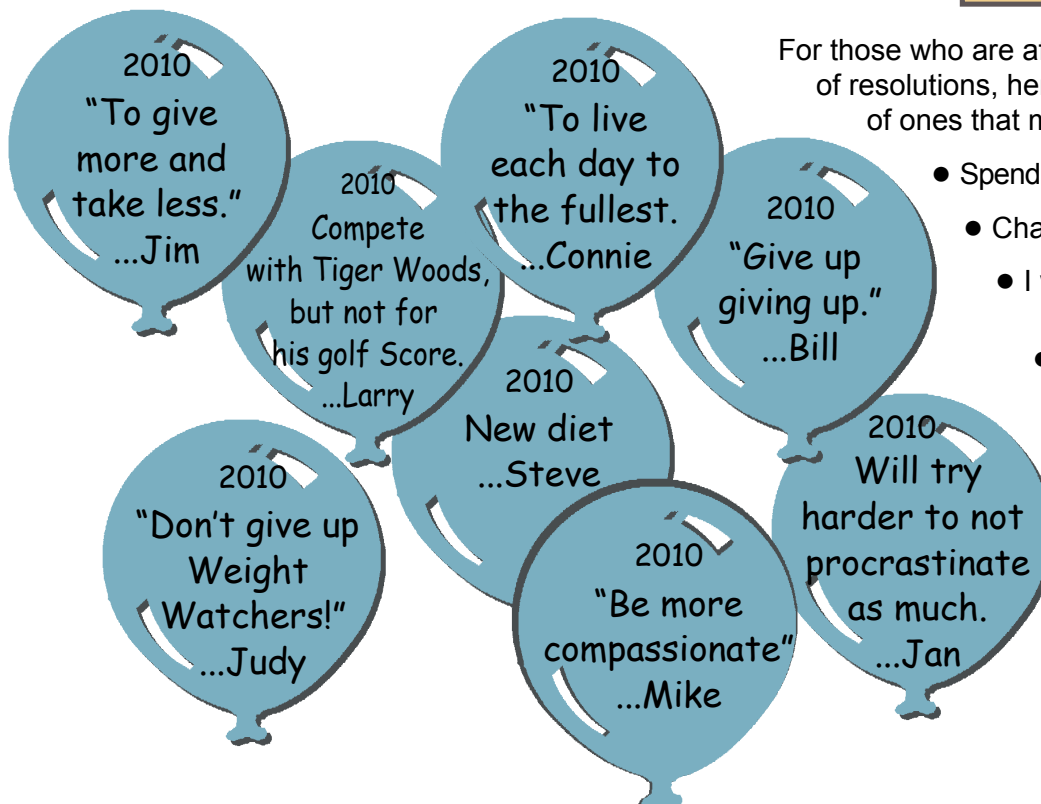 2010
"To give
more and
take less."
...Jim
2010
Compete
with Tiger Woods,
but not for
his golf Score.
...Larry
2010
"To live
each day to
the fullest.
...Connie
2010
"Give up
giving up."
...Bill
2010
New diet
...Steve
2010
"Don't give up
Weight
Watchers!"
...Judy
2010
"Be more
compassionate"
...Mike
2010
Will try
harder to not
procrastinate
as much.
...Jan
For those who are
of resolutions,
of ones that
● Spend
● I